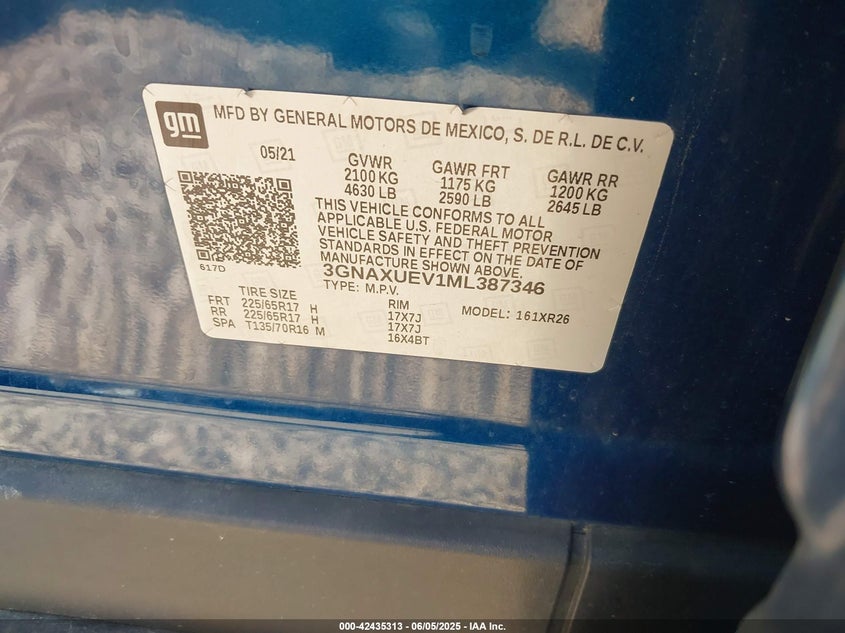 gm
MFD BY GENERAL MOTORS DE MEXICO, S. DE R.L. DE C.V.
05/21 GVWR GAWR FRT GAWR RR
2100 KG 1175 KG 1200 KG
4630 LB 2590 LB 2645 LB
THIS VEHICLE CONFORMS TO ALL
APPLICABLE U.S. FEDERAL MOTOR
VEHICLE SAFETY AND THEFT PREVENTION
STANDARDS IN EFFECT ON THE DATE OF
MANUFACTURE SHOWN ABOVE.
617D 3GNAXUEV1ML387346
TYPE: M.P.V.
TIRE SIZE RIM MODEL: 161XR26
FRT 225/65R17 H 17X7J
RR 225/65R17 H 17X7J
SPA T135/70R16 M 16X4BT
000-42435313 - 06/05/2025 - IAA Inc.